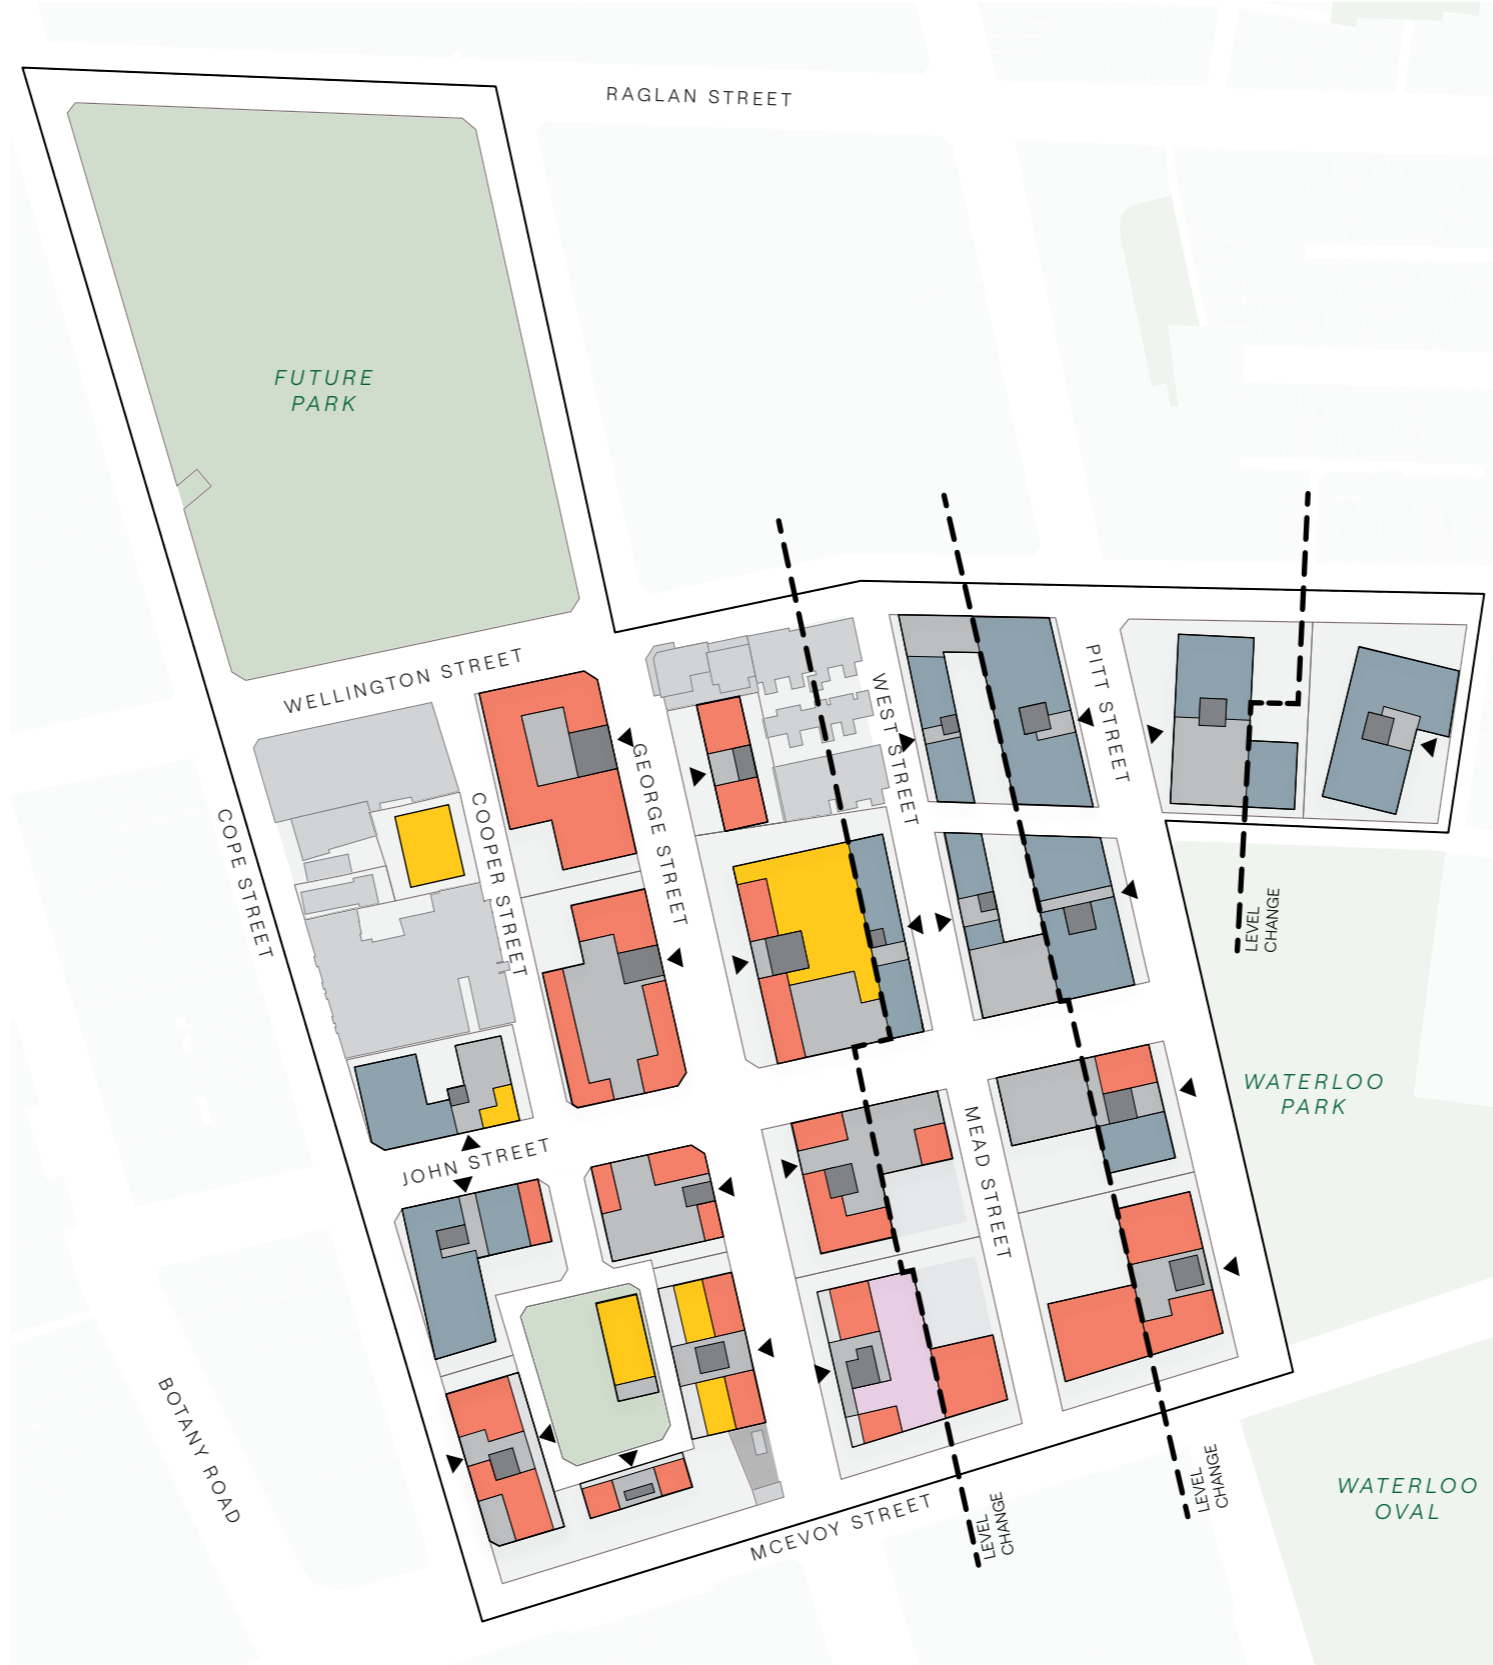 RAGLAN STREET
FUTURE
PARK
WELLINGTON STREET
PITT STREET
WEST STREET
GEORGE STREET
COOPER STREET
COPE STREET
LEVEL
CHANGE
WATERLOO
PARK
JOHN STREET
MEAD STREET
BOTANY ROAD
LEVEL
CHANGE
WATERLOO
OVAL
MCEVOY STREET
LEVEL
CHANGE